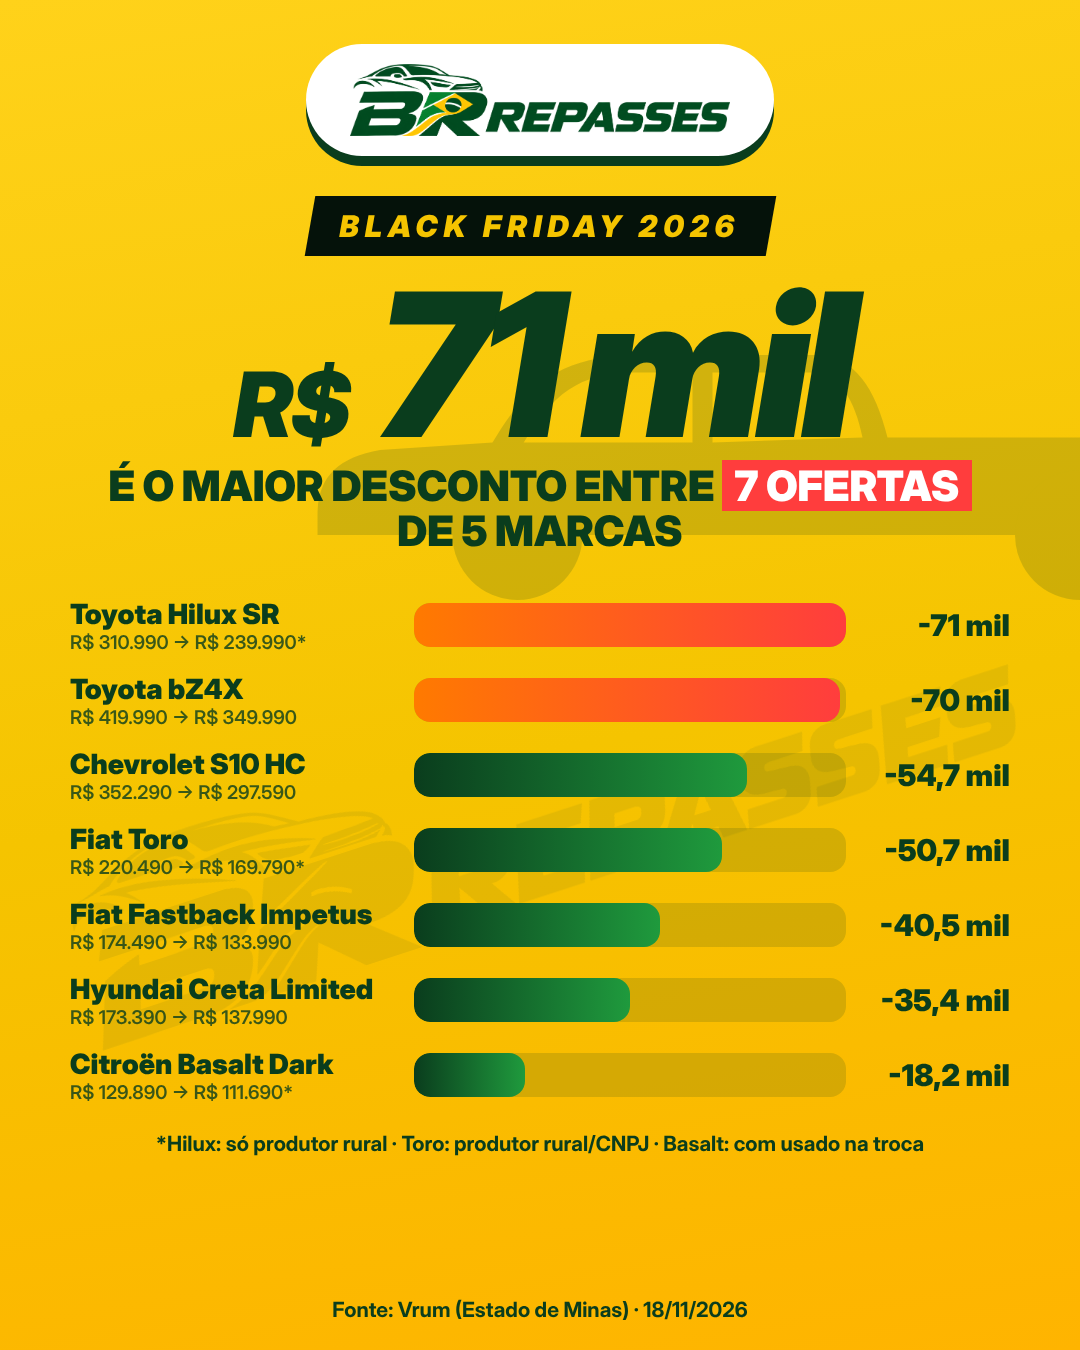 BR REPASSES
BLACK FRIDAY 2026
R$ 71 mil
É O MAIOR DESCONTO ENTRE 7 OFERTAS
DE 5 MARCAS
Toyota Hilux SR
R$ 310.990 → R$ 239.990*
-71 mil
Toyota bZ4X
R$ 419.990 → R$ 349.990
-70 mil
Chevrolet S10 HC
R$ 352.290 → R$ 297.590
-54,7 mil
Fiat Toro
R$ 220.490 → R$ 169.790*
-50,7 mil
Fiat Fastback Impetus
R$ 174.490 → R$ 133.990
-40,5 mil
Hyundai Creta Limited
R$ 173.390 → R$ 137.990
-35,4 mil
Citroën Basalt Dark
R$ 129.890 → R$ 111.690*
-18,2 mil
BR REPASSES
*Hilux: só produtor rural · Toro: produtor rural/CNPJ · Basalt: com usado na troca
Fonte: Vrum (Estado de Minas) · 18/11/2026